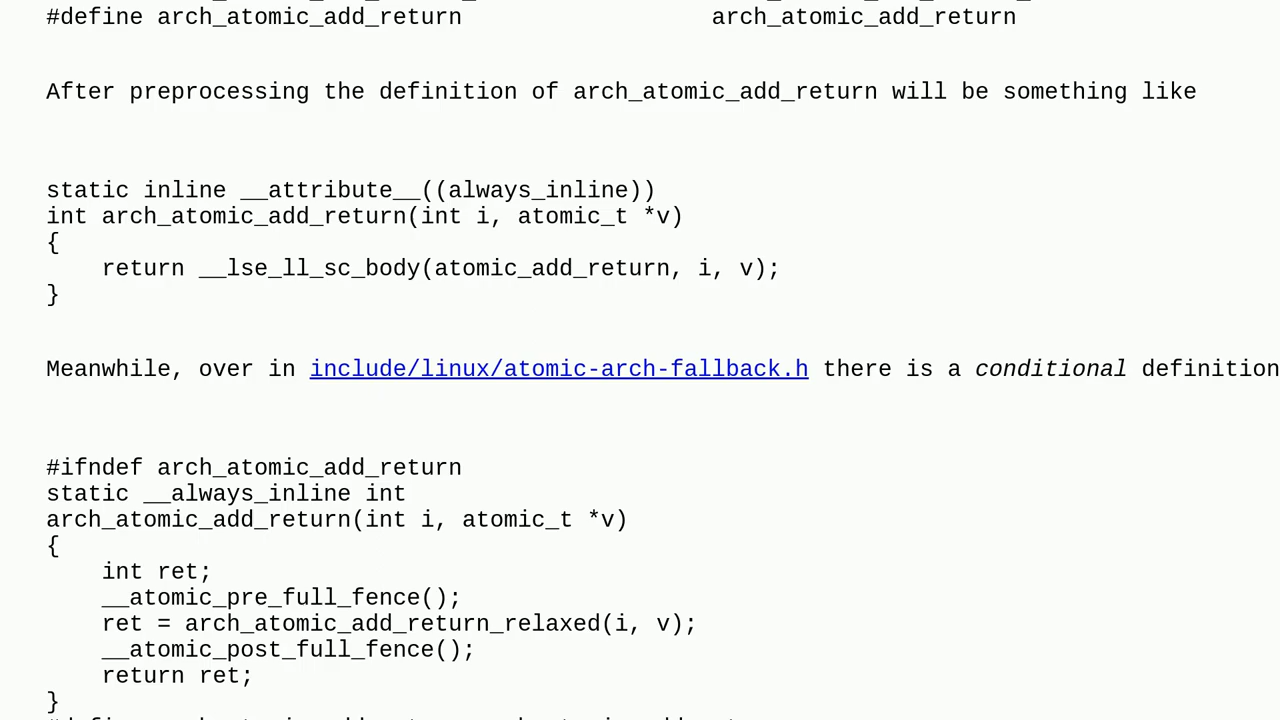 #define arch_atomic_add_return                  arch_atomic_add_return
After preprocessing the definition of arch_atomic_add_return will be something like
static inline __attribute__((always_inline))
int arch_atomic_add_return(int i, atomic_t *v)
{
    return __lse_ll_sc_body(atomic_add_return, i, v);
}
Meanwhile, over in include/linux/atomic-arch-fallback.h there is a conditional definition
#ifndef arch_atomic_add_return
static __always_inline int
arch_atomic_add_return(int i, atomic_t *v)
{
    int ret;
    __atomic_pre_full_fence();
    ret = arch_atomic_add_return_relaxed(i, v);
    __atomic_post_full_fence();
    return ret;
}